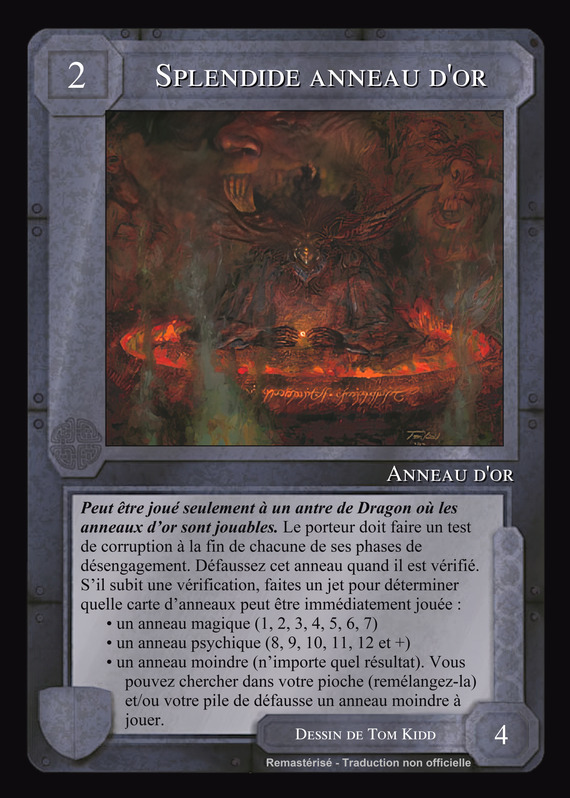 2
SPLENDIDE ANNEAU D'OR
ANNEAU D'OR
Peut être joué seulement à un antre de Dragon où les
anneaux d'or sont jouables. Le porteur doit faire un test
de corruption à la fin de chacune de ses phases de
désengagement. Défaussez cet anneau quand il est vérifié.
S'il subit une vérification, faites un jet pour déterminer
quelle carte d'anneaux peut être immédiatement jouée :
• un anneau magique (1, 2, 3, 4, 5, 6, 7)
• un anneau psychique (8, 9, 10, 11, 12 et +)
• un anneau moindre (n'importe quel résultat). Vous
pouvez chercher dans votre pioche (remélangez-la)
et/ou votre pile de défausse un anneau moindre à
jouer.
DESSIN DE TOM KIDD
4
Remastérisé - Traduction non officielle